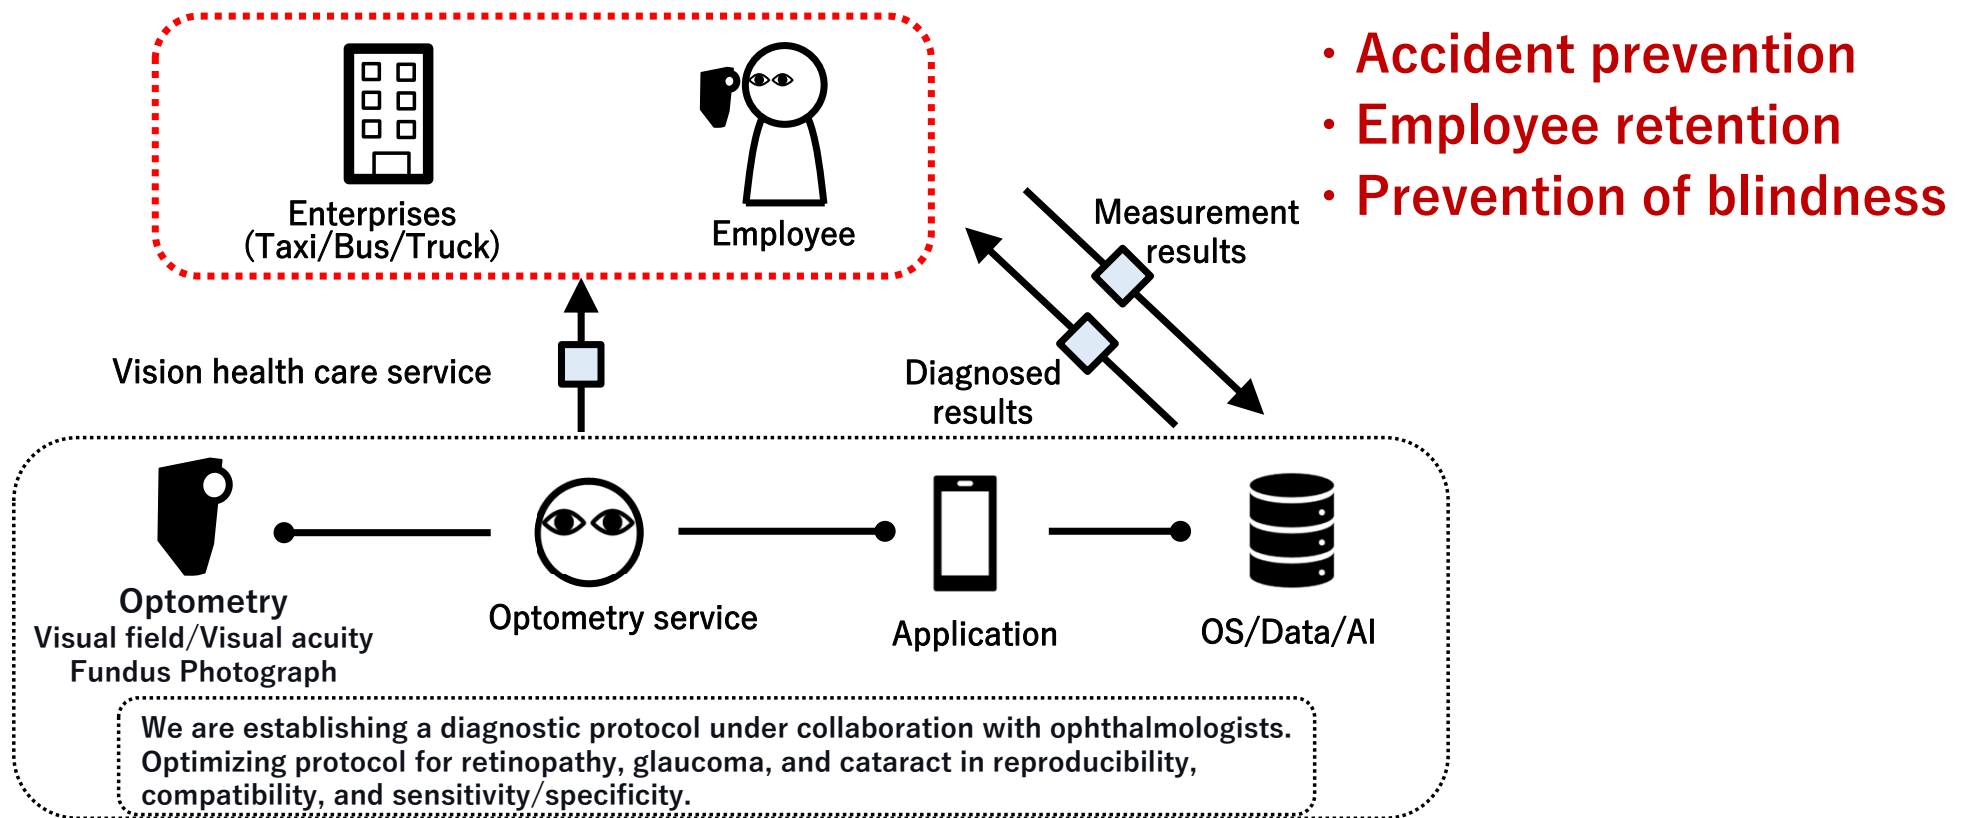 ・Accident prevention
・Employee retention
・Prevention of blindness
Enterprises
(Taxi/Bus/Truck)
Employee
Measurement
results
Vision health care service
Diagnosed
results
Optometry
Visual field/Visual acuity
Fundus Photograph
Optometry service
Application
OS/Data/AI
We are establishing a diagnostic protocol under collaboration with ophthalmologists.
Optimizing protocol for retinopathy, glaucoma, and cataract in reproducibility,
compatibility, and sensitivity/specificity.